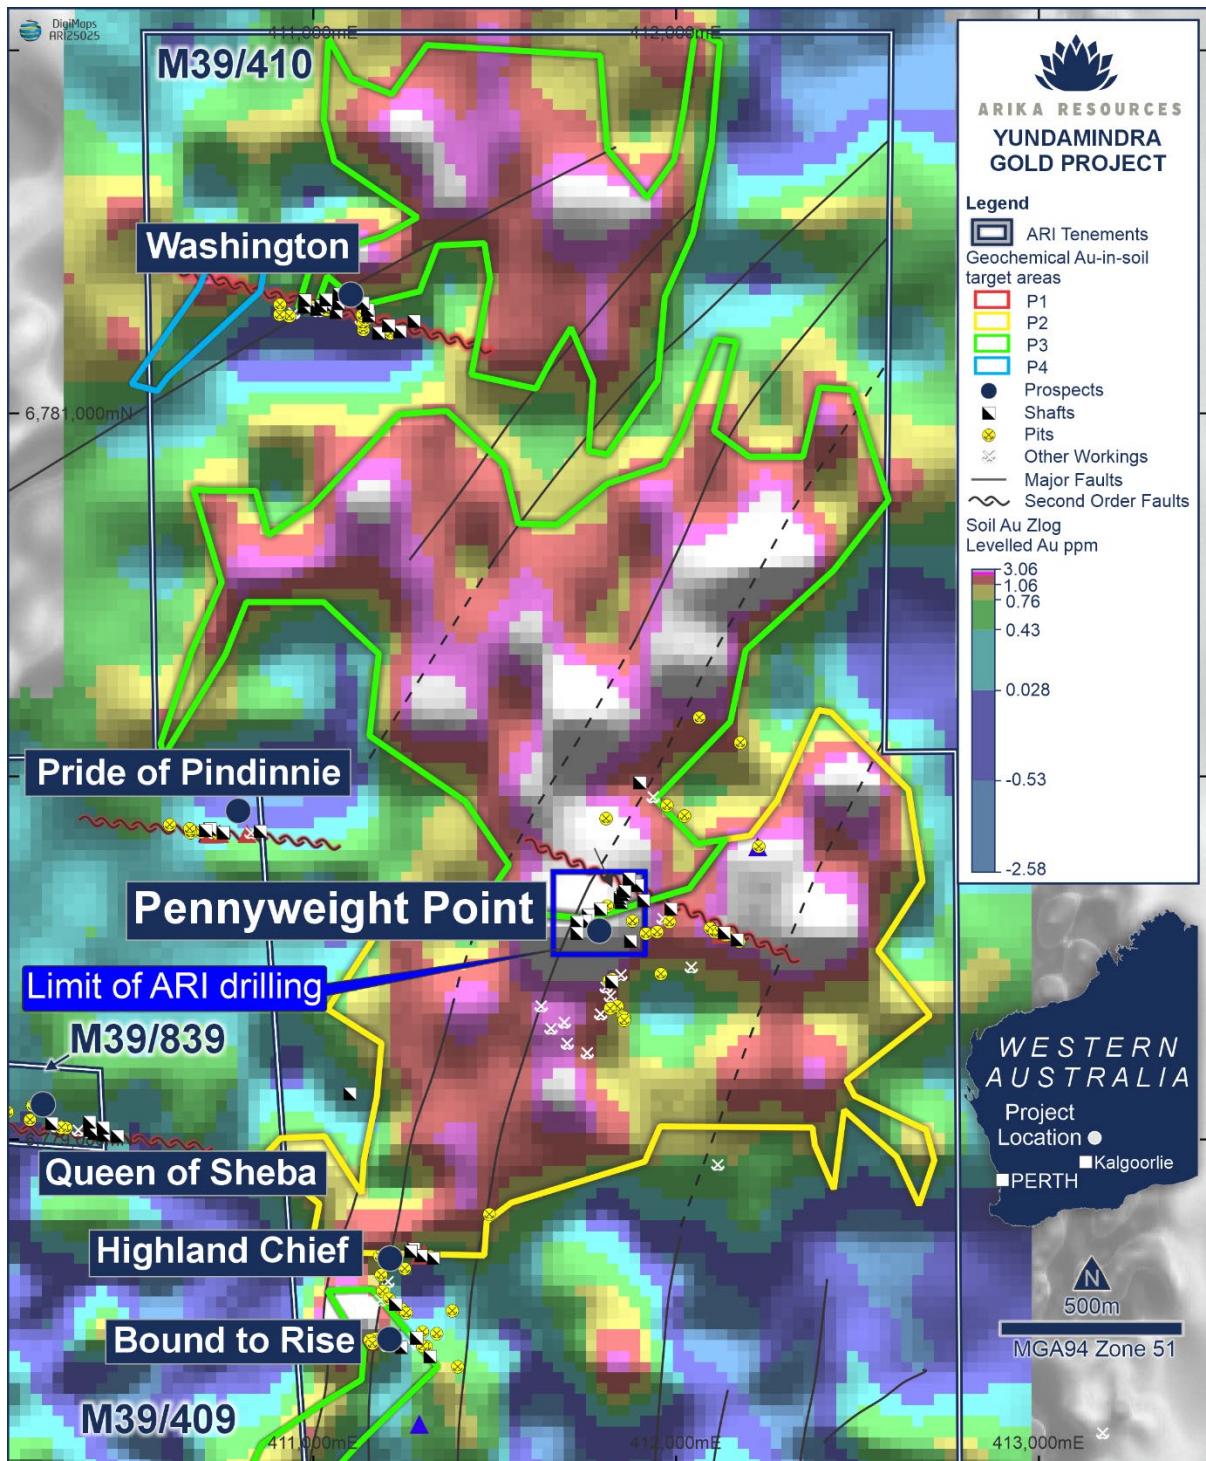 DigiMaps
ARI25025
411,000mE
412,000mE
M39/410
ARIKA RESOURCES
YUNDAMINDRA
GOLD PROJECT
Legend
ARI Tenements
Geochemical Au-in-soil
target areas
P1
P2
P3
P4
Prospects
Shafts
Pits
Other Workings
Major Faults
Second Order Faults
Soil Au Zlog
Levelled Au ppm
3.06
1.06
0.76
0.43
0.028
-0.53
-2.58
Washington
6,781,000mN
Pride of Pindinnie
Pennyweight Point
Limit of ARI drilling
M39/839
6,779,000mN
Queen of Sheba
Highland Chief
Bound to Rise
M39/409
411,000mE
412,000mE
413,000mE
WESTERN
AUSTRALIA
Project
Location
Kalgoorlie
PERTH
N
500m
MGA94 Zone 51